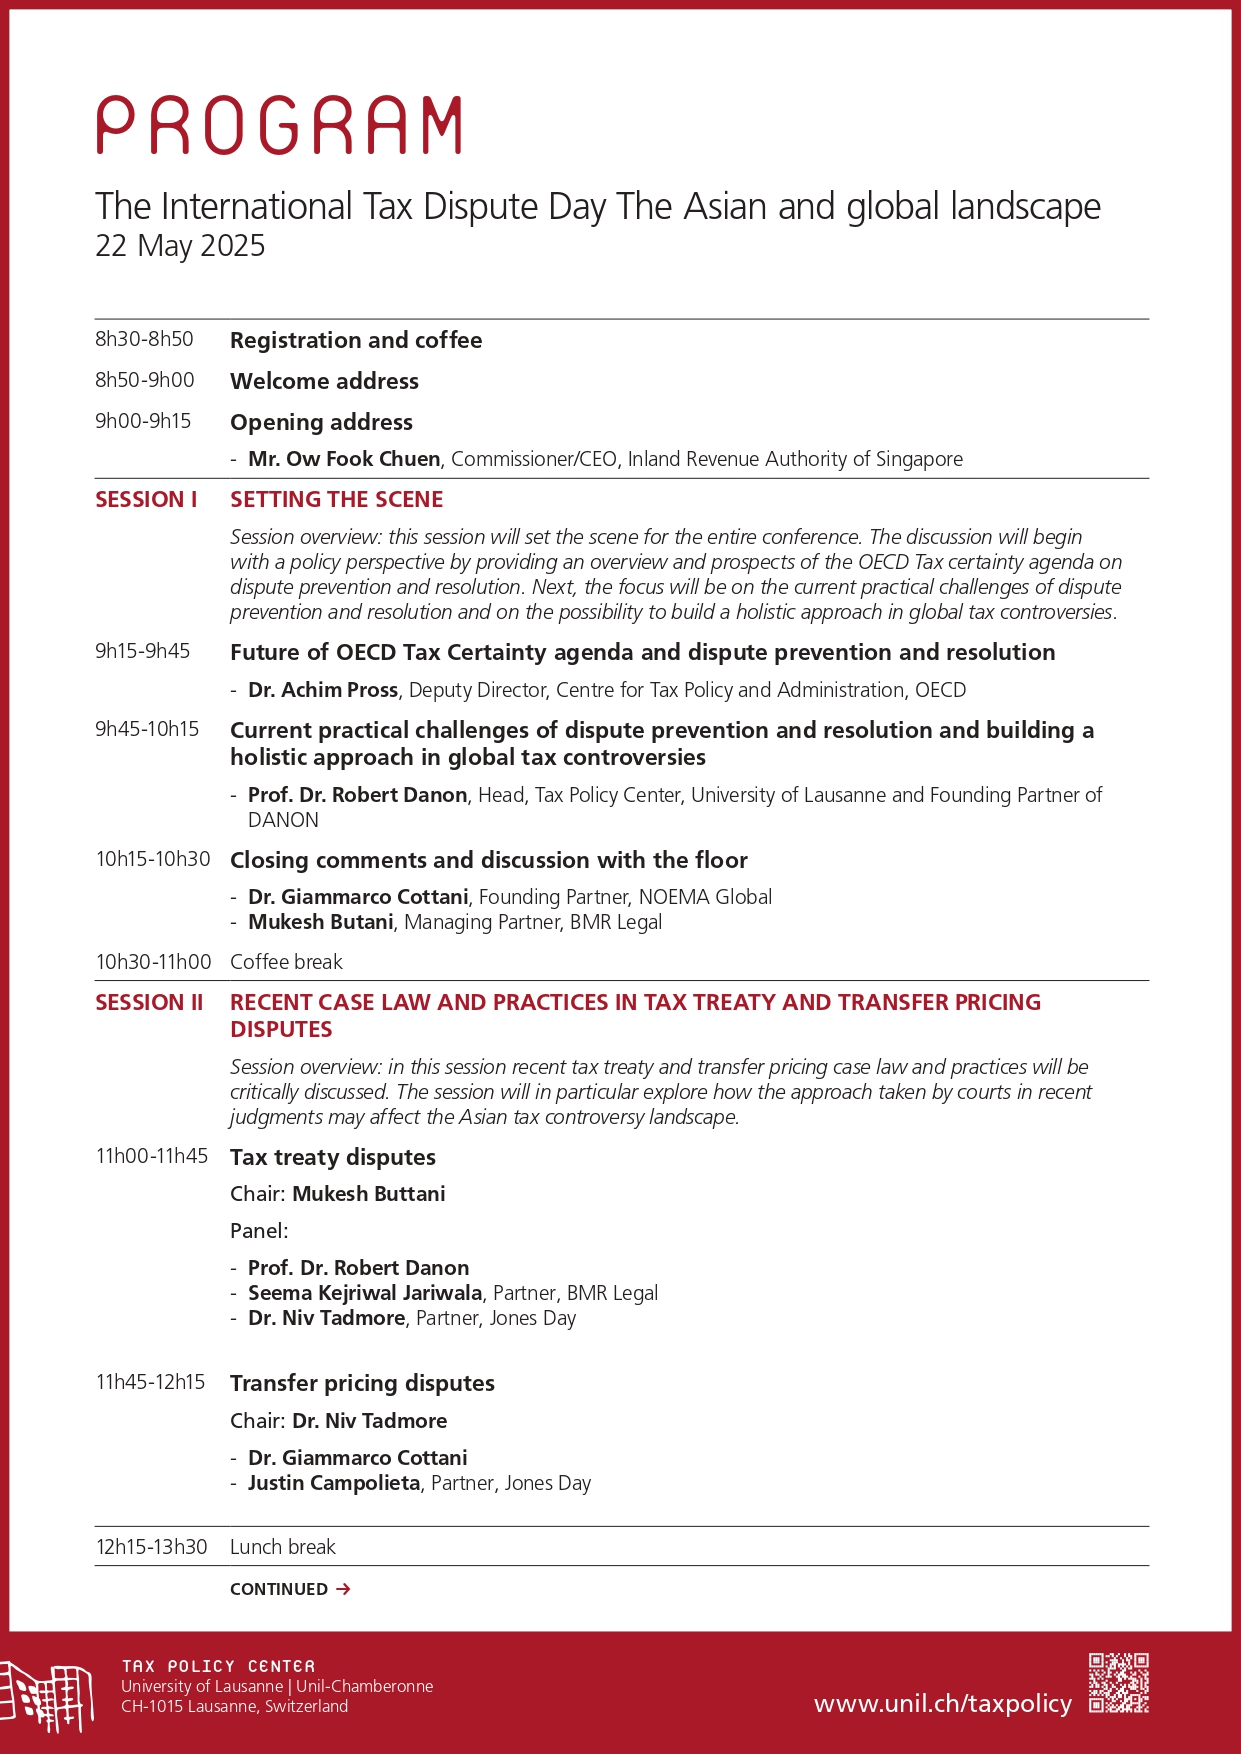 PROGRAM
The International Tax Dispute Day The Asian and global landscape
22 May 2025
8h30-8h50 Registration and coffee
8h50-9h00 Welcome address
9h00-9h15 Opening address
- Mr. Ow Fook Chuen, Commissioner/CEO, Inland Revenue Authority of Singapore
SESSION I SETTING THE SCENE
Session overview: this session will set the scene for the entire conference. The discussion will begin
with a policy perspective by providing an overview and prospects of the OECD Tax certainty agenda on
dispute prevention and resolution. Next, the focus will be on the current practical challenges of dispute
prevention and resolution and on the possibility to build a holistic approach in global tax controversies.
9h15-9h45 Future of OECD Tax Certainty agenda and dispute prevention and resolution
- Dr. Achim Pross, Deputy Director, Centre for Tax Policy and Administration, OECD
9h45-10h15 Current practical challenges of dispute prevention and resolution and building a
holistic approach in global tax controversies
- Prof. Dr. Robert Danon, Head, Tax Policy Center, University of Lausanne and Founding Partner of
DANON
10h15-10h30 Closing comments and discussion with the floor
- Dr. Giammarco Cottani, Founding Partner, NOEMA Global
- Mukesh Butani, Managing Partner, BMR Legal
10h30-11h00 Coffee break
SESSION II RECENT CASE LAW AND PRACTICES IN TAX TREATY AND TRANSFER PRICING
DISPUTES
Session overview: in this session recent tax treaty and transfer pricing case law and practices will be
critically discussed. The session will in particular explore how the approach taken by courts in recent
judgments may affect the Asian tax controversy landscape.
11h00-11h45 Tax treaty disputes
Chair: Mukesh Buttani
Panel:
- Prof. Dr. Robert Danon
- Seema Kejriwal Jariwala, Partner, BMR Legal
- Dr. Niv Tadmore, Partner, Jones Day
11h45-12h15 Transfer pricing disputes
Chair: Dr. Niv Tadmore
- Dr. Giammarco Cottani
- Justin Campolieta, Partner, Jones Day
12h15-13h30 Lunch break
CONTINUED →
TAX POLICY CENTER
University of Lausanne | Unil-Chamberonne
CH-1015 Lausanne, Switzerland
www.unil.ch/taxpolicy